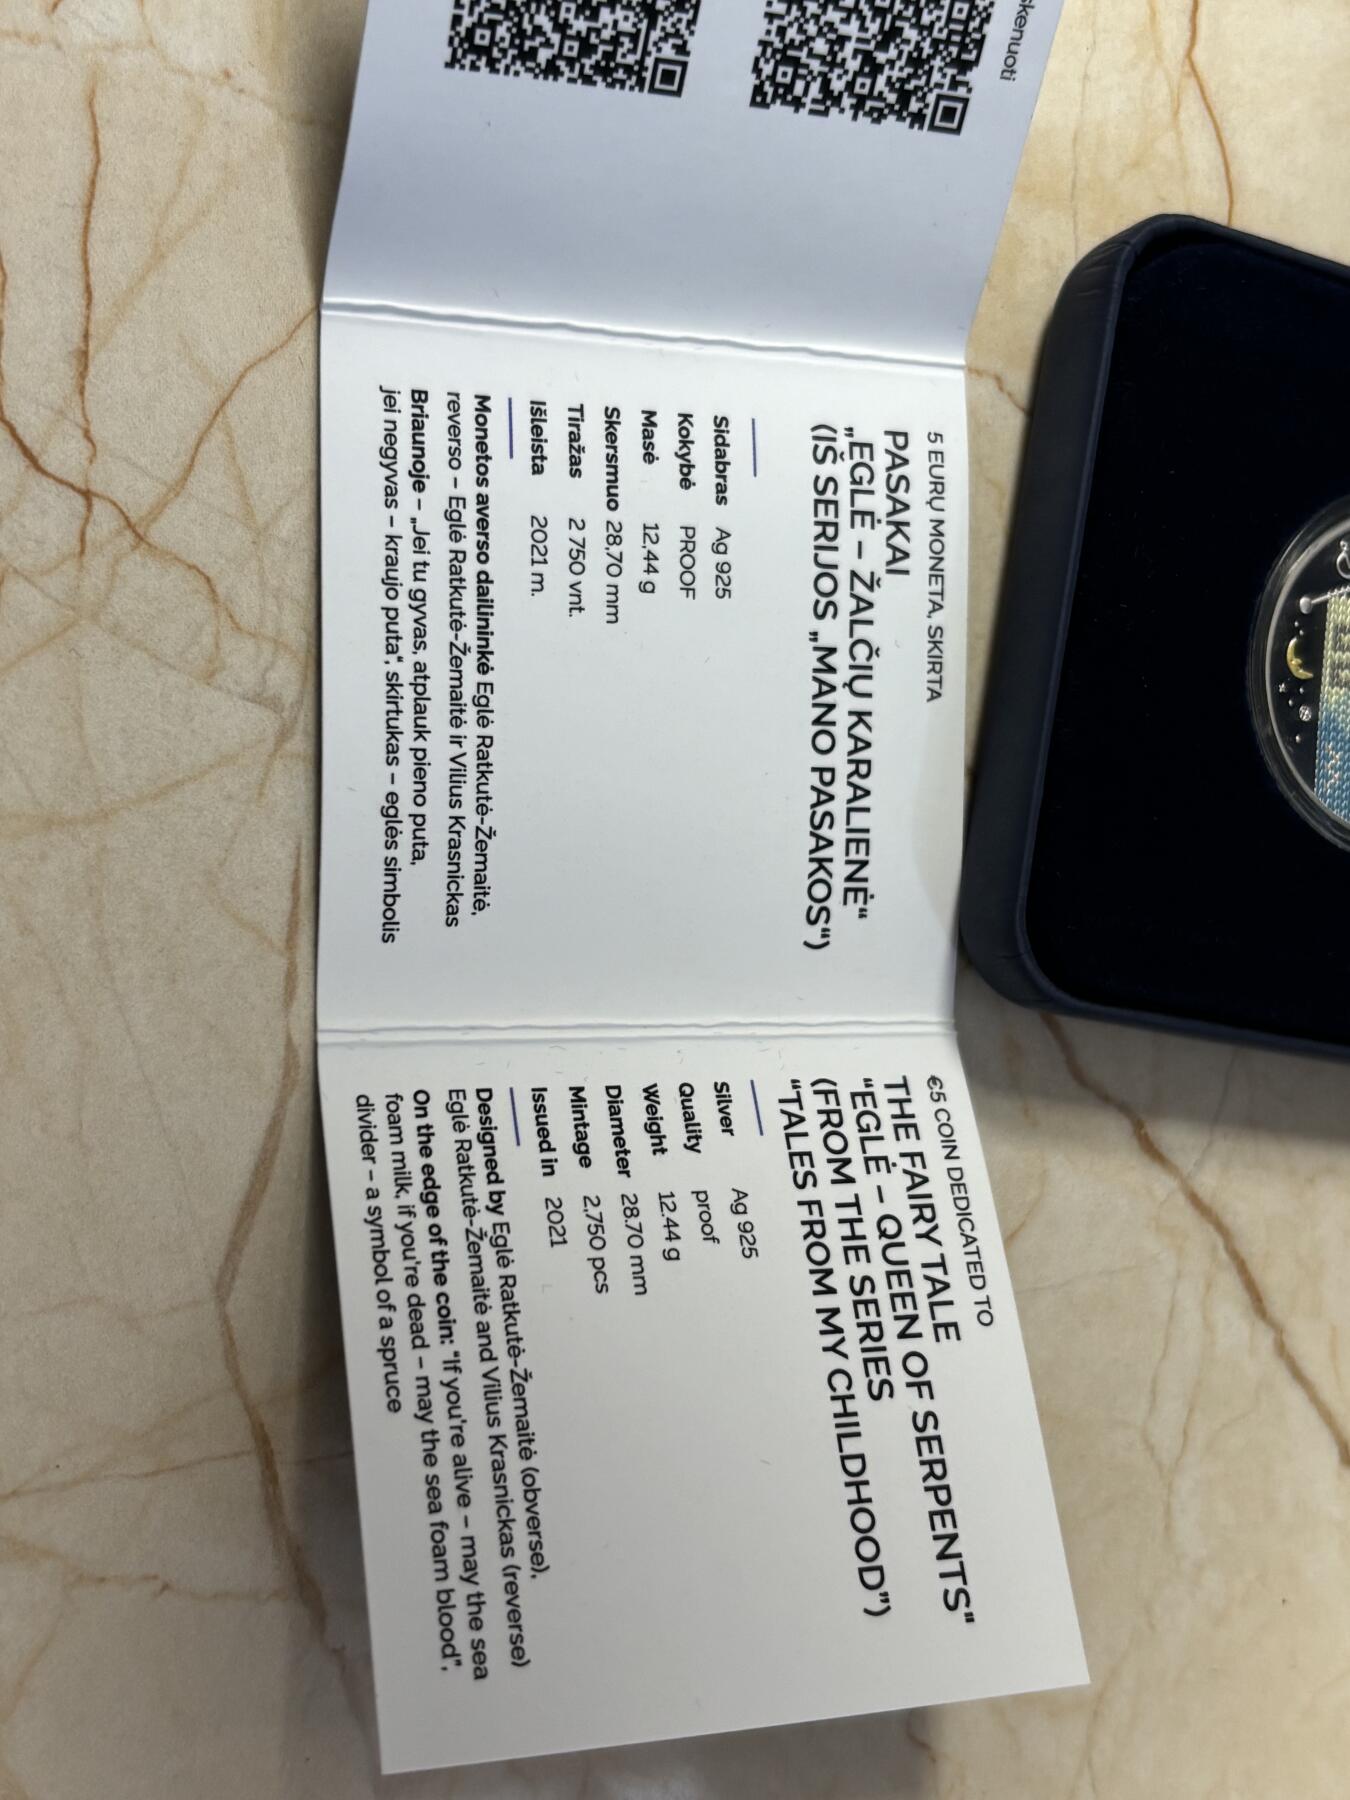 5 EURŲ MONETA, SKIRTA
PASAKAI
„EGLĖ – ŽALČIŲ KARALIENĖ“
(IŠ SERIJOS „MANO PASAKOS“)
Sidabras Ag 925
Kokybė PROOF
Masė 12,44 g
Skersmuo 28,70 mm
Tiražas 2 750 vnt.
Išleista 2021 m.
Monetos averso dailininkė Eglė Ratkutė-Žemaitė,
reverso – Eglė Ratkutė-Žemaitė ir Vilius Krasnickas
Briaunoje – „Jei tu gyvas, atplauk pieno puta,
jei negyvas – kraujo puta“, skirtukas – eglės simbolis
€5 COIN DEDICATED TO
THE FAIRY TALE
“EGLĖ – QUEEN OF SERPENTS“
(FROM THE SERIES
“TALES FROM MY CHILDHOOD”)
Silver Ag 925
Quality proof
Weight 12.44 g
Diameter 28.70 mm
Mintage 2,750 pcs
Issued in 2021
Designed by Eglė Ratkutė-Žemaitė (obverse),
Eglė Ratkutė-Žemaitė and Vilius Krasnickas (reverse)
On the edge of the coin: “If you're alive – may the sea
foam milk, if you're dead – may the sea foam blood”,
divider – a symbol of a spruce